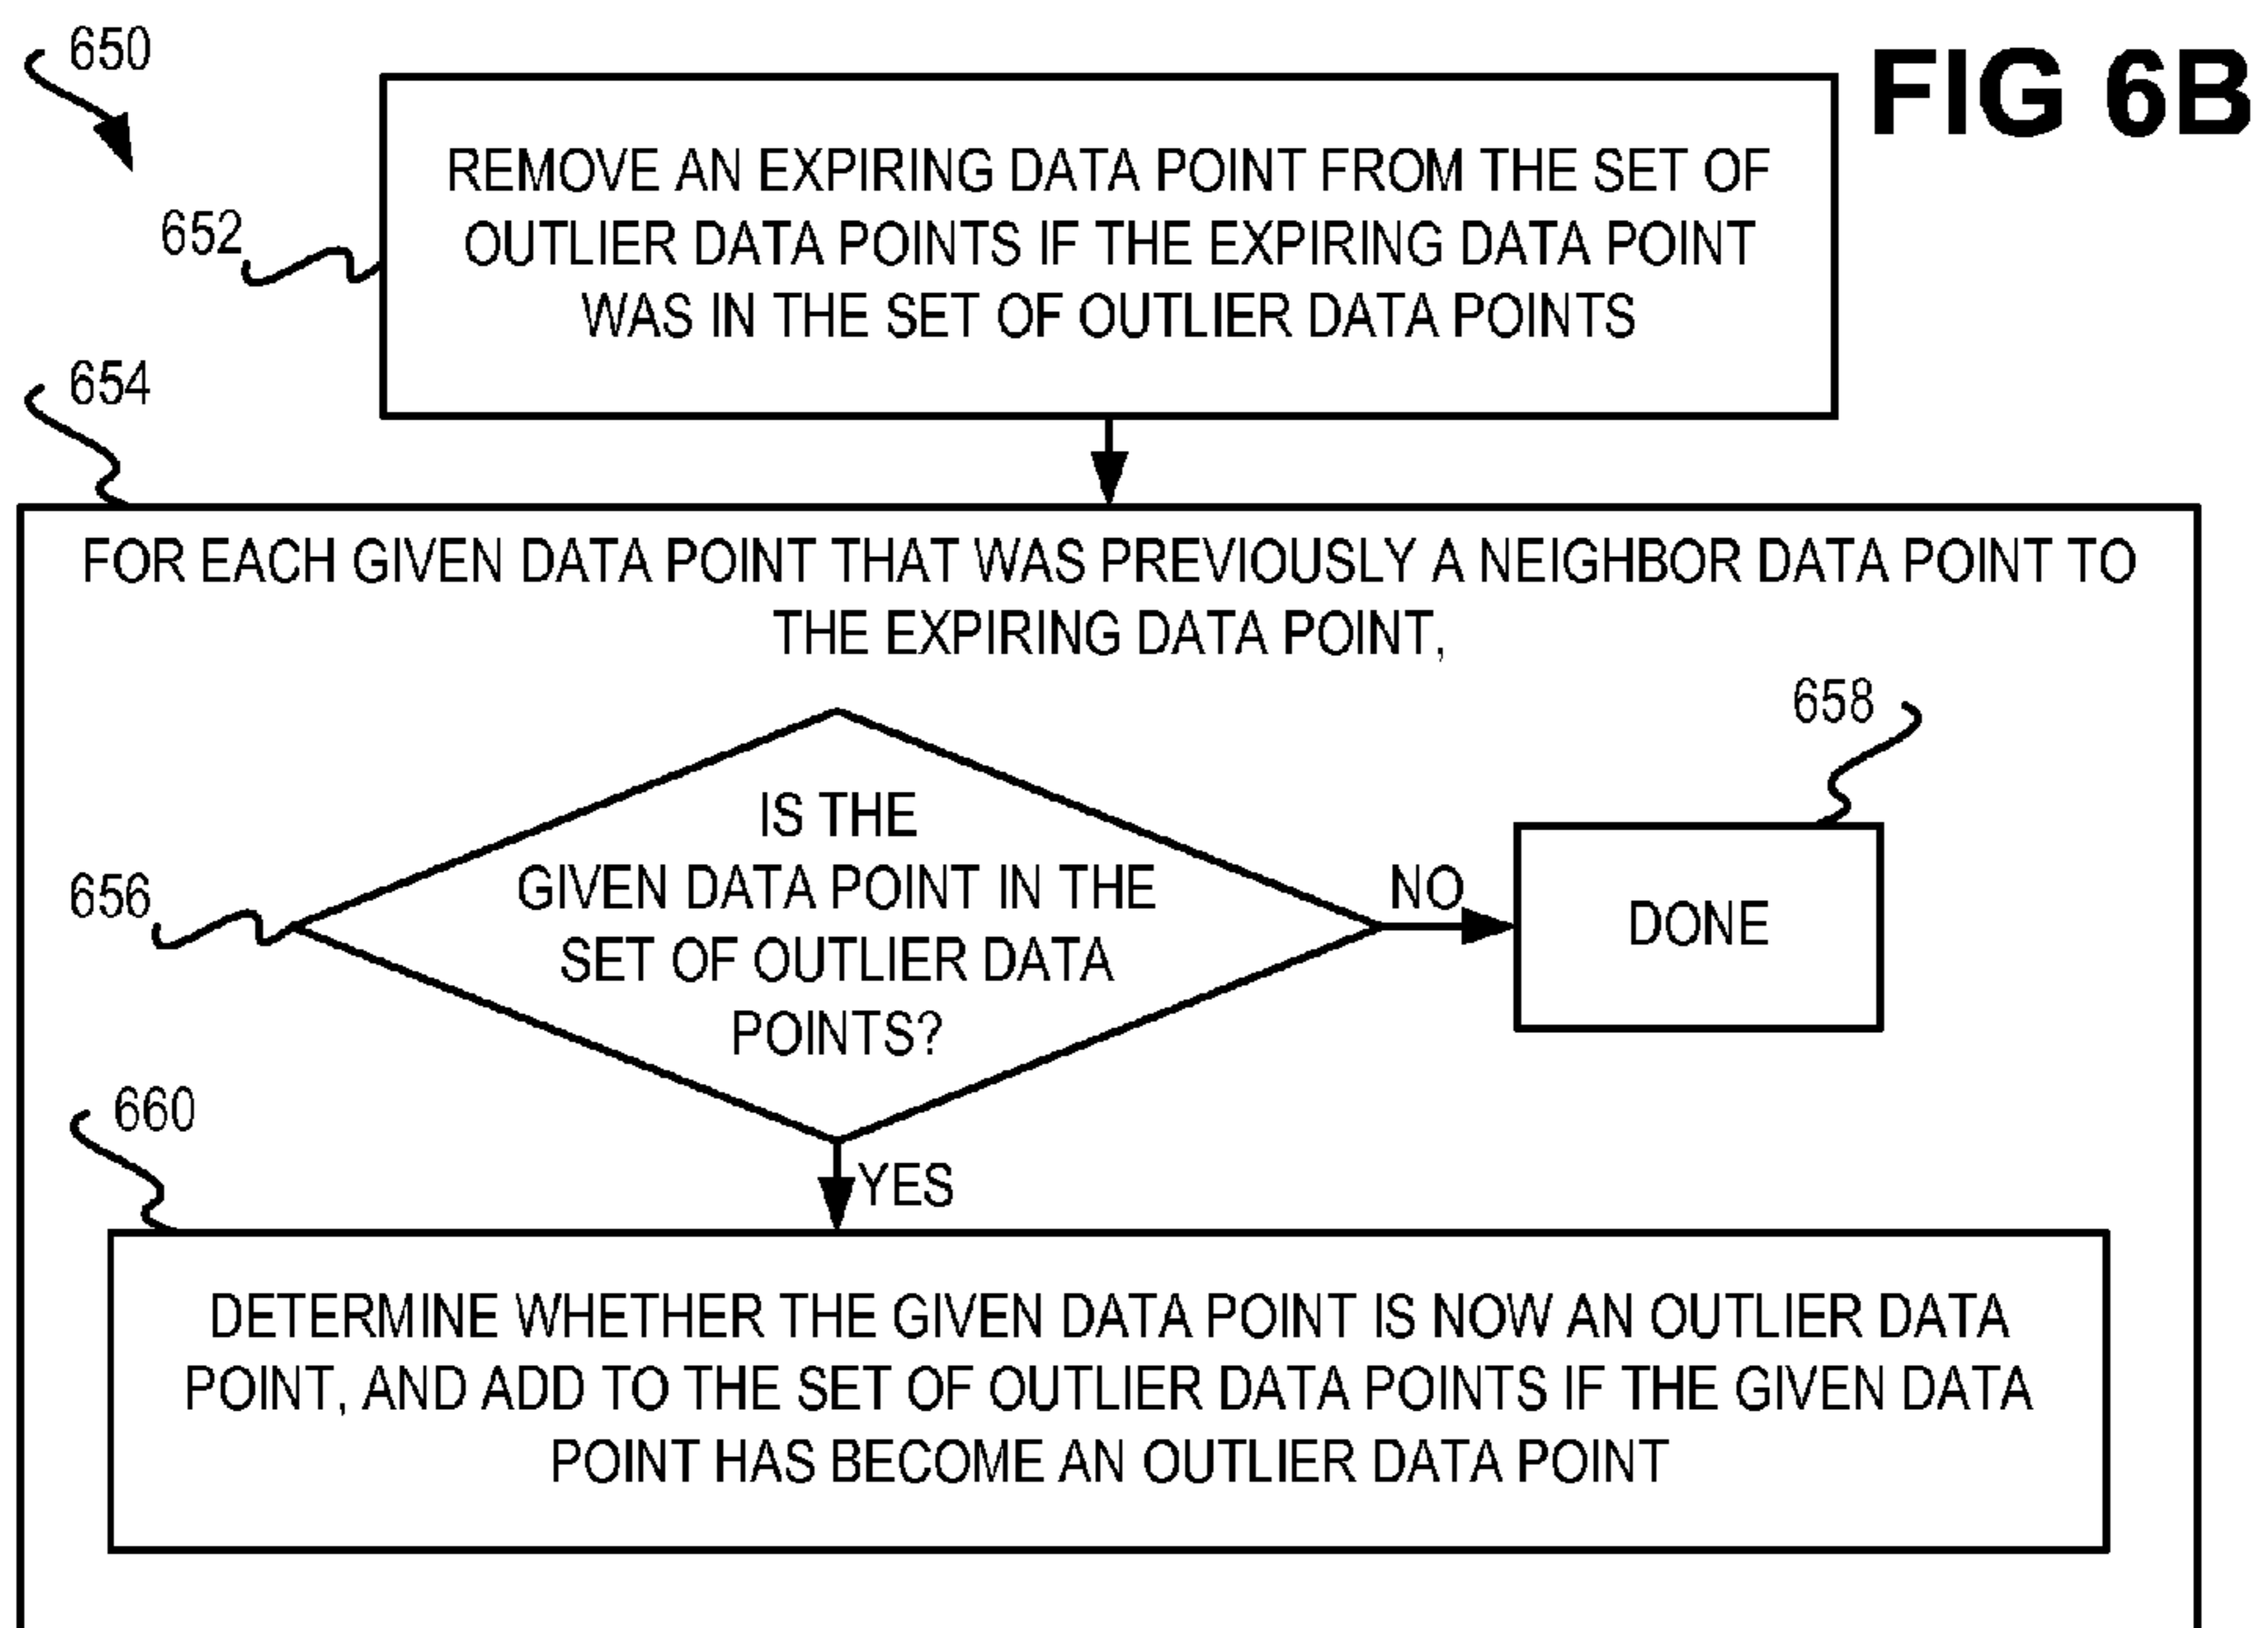 650
FIG 6B
REMOVE AN EXPIRING DATA POINT FROM THE SET OF
652
OUTLIER DATA POINTS IF THE EXPIRING DATA POINT
WAS IN THE SET OF OUTLIER DATA POINTS
654
FOR EACH GIVEN DATA POINT THAT WAS PREVIOUSLY A NEIGHBOR DATA POINT TO
THE EXPIRING DATA POINT,
658
IS THE
GIVEN DATA POINT IN THE
SET OF OUTLIER DATA
POINTS?
656
NO
DONE
660
YES
DETERMINE WHETHER THE GIVEN DATA POINT IS NOW AN OUTLIER DATA
POINT, AND ADD TO THE SET OF OUTLIER DATA POINTS IF THE GIVEN DATA
POINT HAS BECOME AN OUTLIER DATA POINT